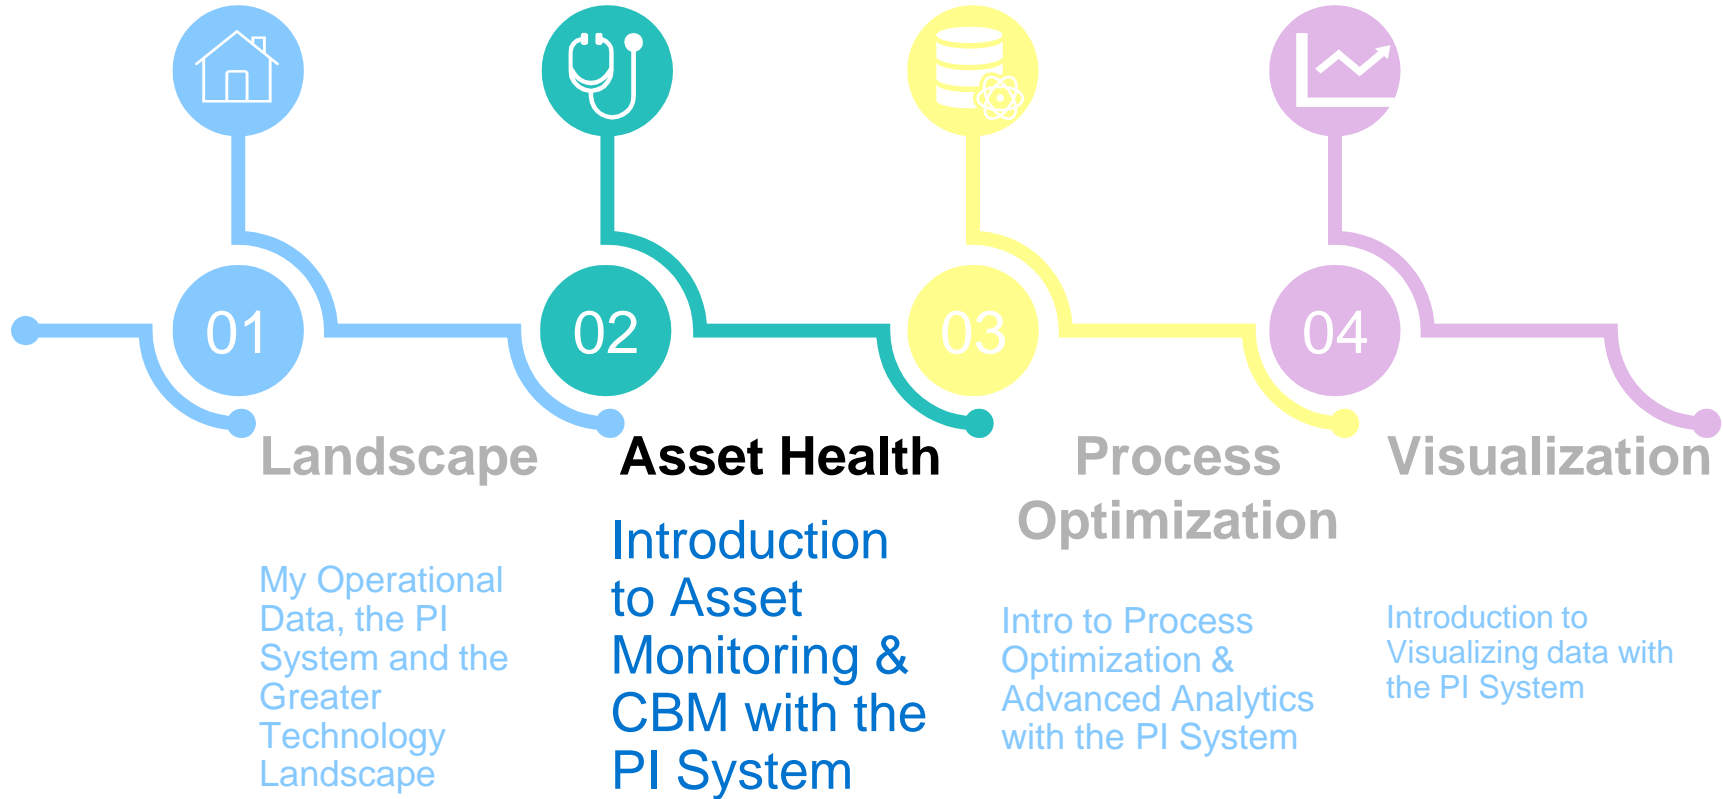 01
02
03
04
Landscape
Asset Health
Process
Optimization
Visualization
My Operational
Data, the PI
System and the
Greater
Technology
Landscape
Introduction
to Asset
Monitoring &
CBM with the
PI System
Intro to Process
Optimization &
Advanced Analytics
with the PI System
Introduction to
Visualizing data with
the PI System